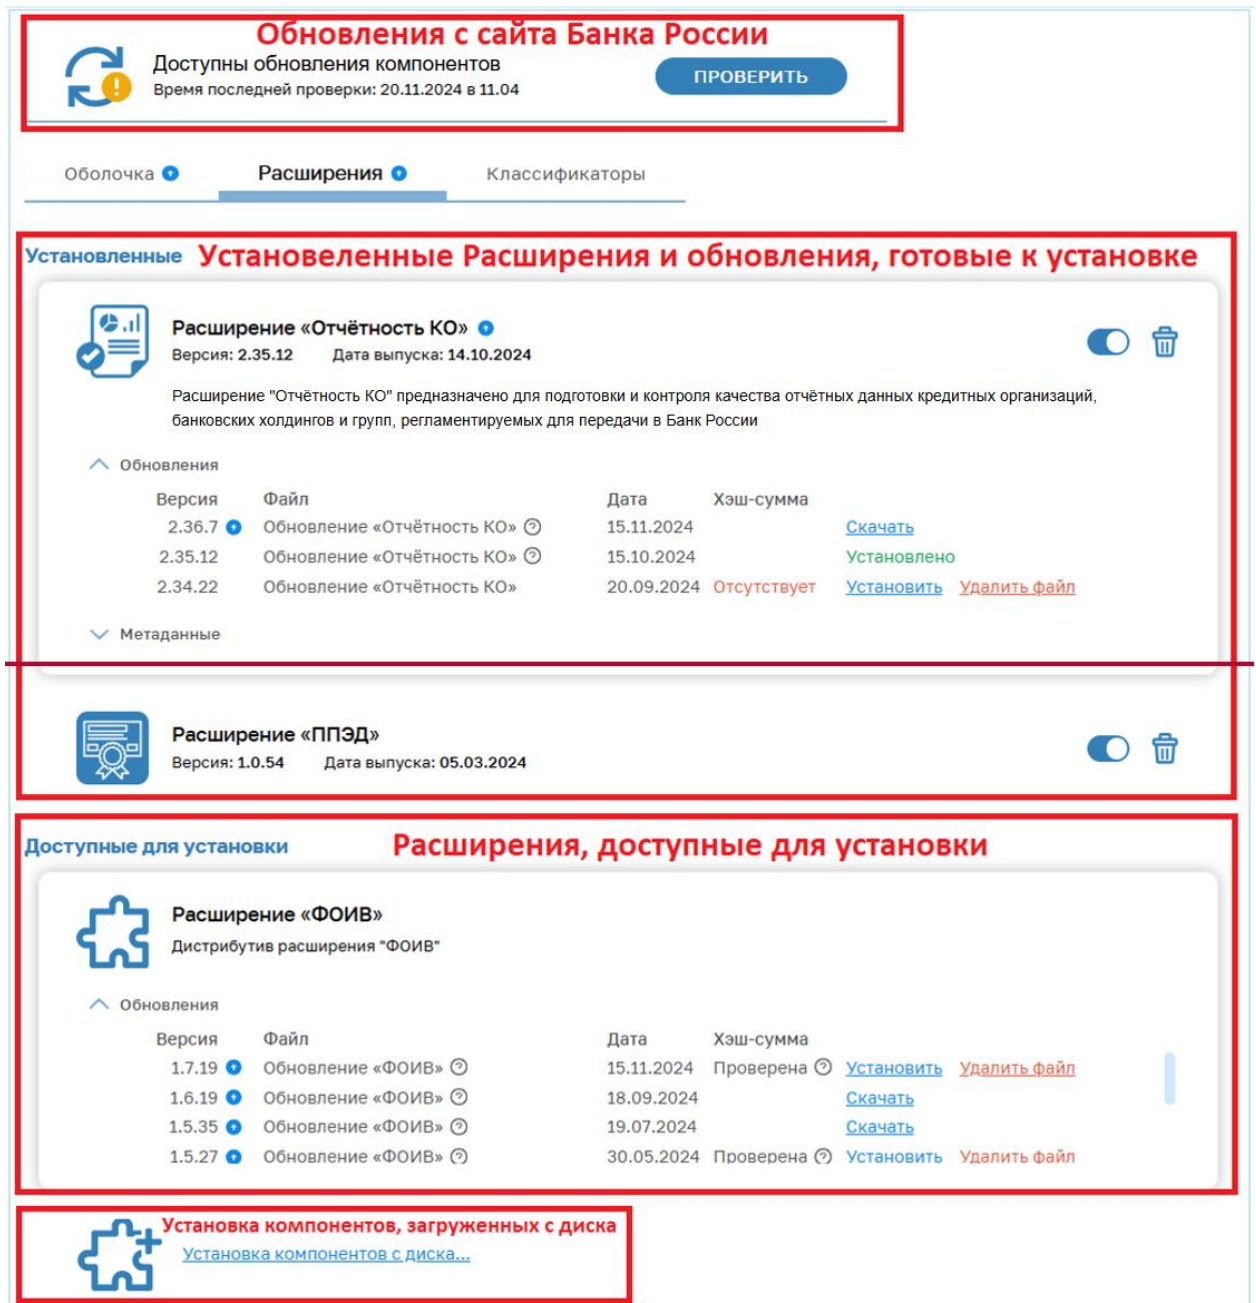 Обновления с сайта Банка России
Доступны обновления компонентов
Время последней проверки: 20.11.2024 в 11.04
ПРОВЕРИТЬ
Оболочка Расширения Классификаторы
Установленные Установеленные Расширения и обновления, готовые к установке
Расширение «Отчётность КО»
Версия: 2.35.12 Дата выпуска: 14.10.2024
Расширение "Отчётность КО" предназначено для подготовки и контроля качества отчётных данных кредитных организаций,
банковских холдингов и групп, регламентируемых для передачи в Банк России
Обновления
Версия Файл Дата Хэш-сумма
2.36.7 Обновление «Отчётность КО» 15.11.2024 Скачать
2.35.12 Обновление «Отчётность КО» 15.10.2024 Установлено
2.34.22 Обновление «Отчётность КО» 20.09.2024 Отсутствует Установить Удалить файл
Метаданные
Расширение «ППЭД»
Версия: 1.0.54 Дата выпуска: 05.03.2024
Доступные для установки Расширения, доступные для установки
Расширение «ФОИВ»
Дистрибутив расширения "ФОИВ"
Обновления
Версия Файл Дата Хэш-сумма
1.7.19 Обновление «ФОИВ» 15.11.2024 Проверена Установить Удалить файл
1.6.19 Обновление «ФОИВ» 18.09.2024 Скачать
1.5.35 Обновление «ФОИВ» 19.07.2024 Скачать
1.5.27 Обновление «ФОИВ» 30.05.2024 Проверена Установить Удалить файл
Установка компонентов, загруженных с диска
Установка компонентов с диска...